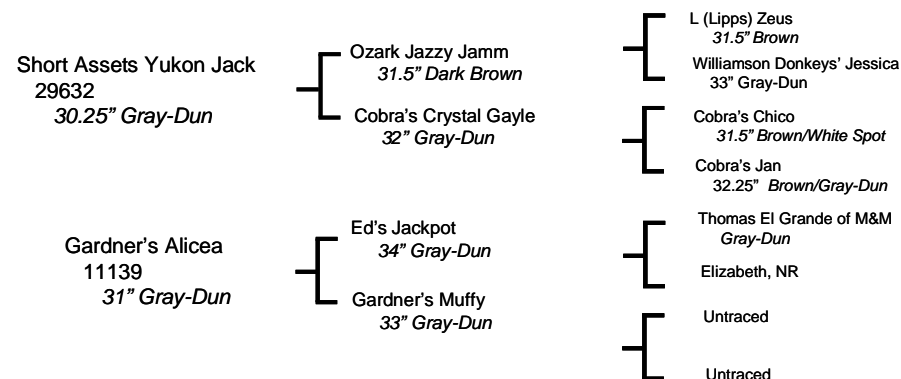 Short Assets Yukon Jack
29632
30.25” Gray-Dun
Ozark Jazzy Jamm
31.5” Dark Brown
Cobra’s Crystal Gayle
32” Gray-Dun
L (Lipps) Zeus
31.5” Brown
Williamson Donkeys’ Jessica
33” Gray-Dun
Cobra’s Chico
31.5” Brown/White Spot
Cobra’s Jan
32.25” Brown/Gray-Dun
Gardner’s Alicea
11139
31” Gray-Dun
Ed’s Jackpot
34” Gray-Dun
Gardner’s Muffy
33” Gray-Dun
Thomas El Grande of M&M
Gray-Dun
Elizabeth, NR
Untraced
Untraced